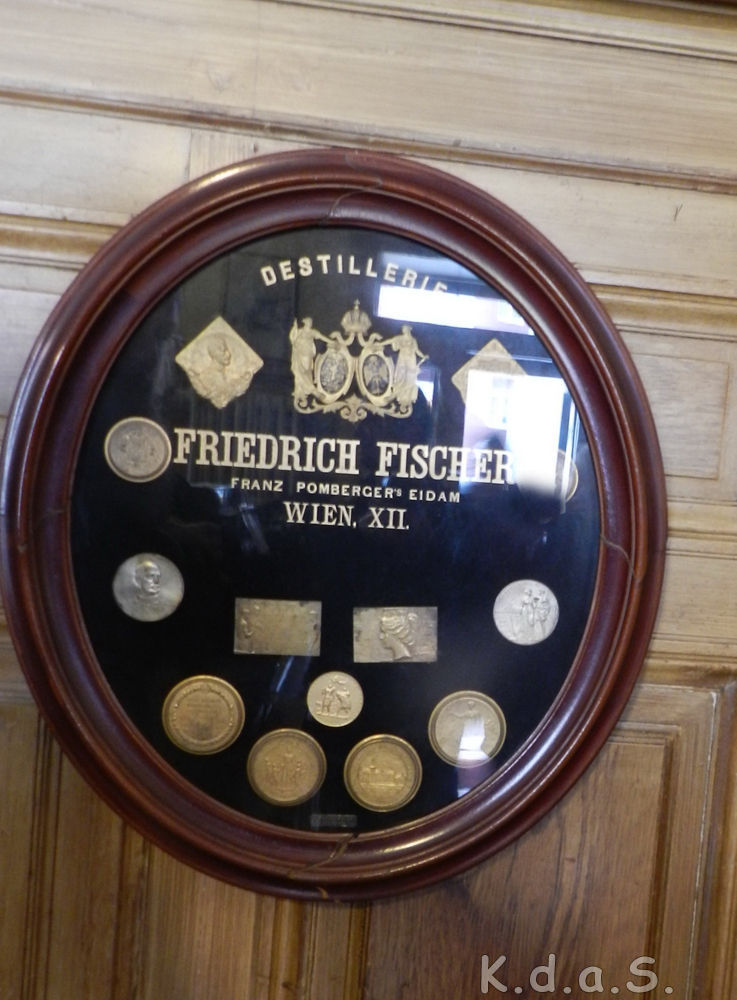 DESTILLERIE
FRIEDRICH FISCHER
FRANZ POMBERGER'S EIDAM
WIEN, XII.
K.d.a.S.